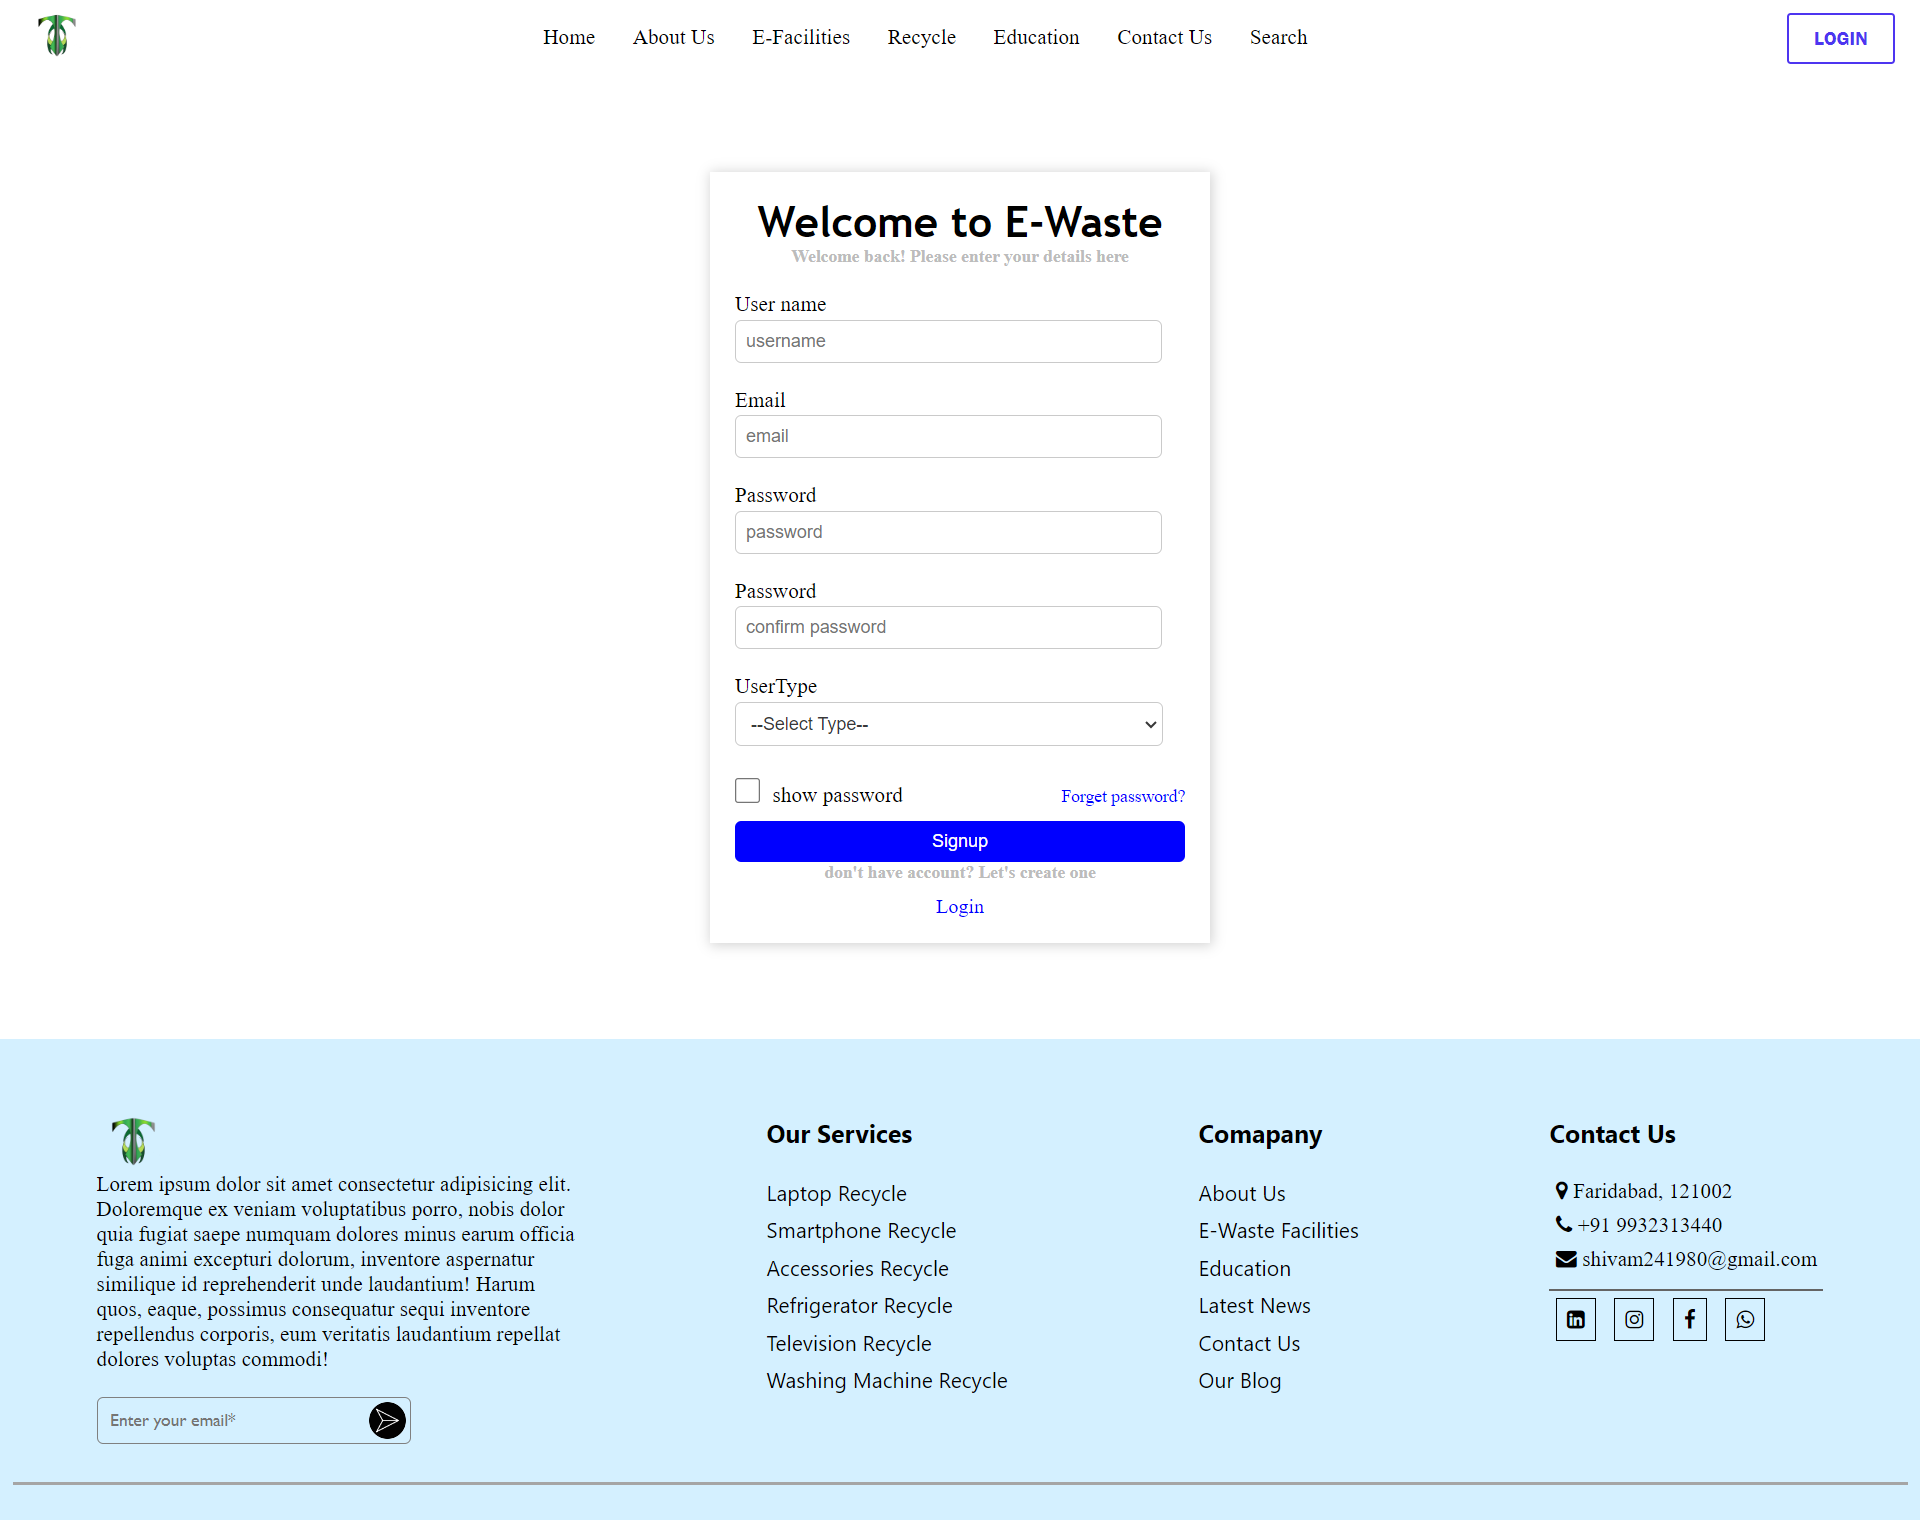 Home About Us E-Facilities Recycle Education Contact Us Search LOGIN
Welcome to E-Waste
Welcome back! Please enter your details here
User name
username
Email
email
Password
password
Password
confirm password
UserType
--Select Type--
show password Forget password?
Signup
don't have account? Let's create one
Login
Lorem ipsum dolor sit amet consectetur adipisicing elit.
Doloremque ex veniam voluptatibus porro, nobis dolor
quia fugiat saepe numquam dolores minus earum officia
fuga animi excepturi dolorum, inventore aspernatur
similique id reprehenderit unde laudantium! Harum
quos, eaque, possimus consequatur sequi inventore
repellendus corporis, eum veritatis laudantium repellat
dolores voluptas commodi!
Enter your email*
Our Services
Laptop Recycle
Smartphone Recycle
Accessories Recycle
Refrigerator Recycle
Television Recycle
Washing Machine Recycle
Comapany
About Us
E-Waste Facilities
Education
Latest News
Contact Us
Our Blog
Contact Us
Faridabad, 121002
+91 9932313440
shivam241980@gmail.com